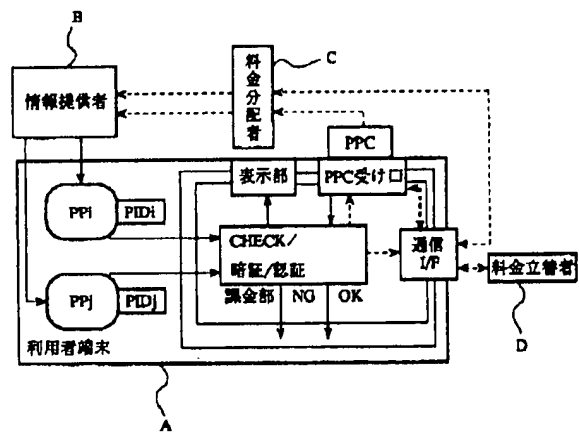 B
C
情報提供者
料金分配者
PPC
表示部
PPC受け口
PPi
PIDi
CHECK/
暗証/認証
通信
I/F
料金立替者
課金部
NG
OK
PPj
PIDj
利用者端末
D
A